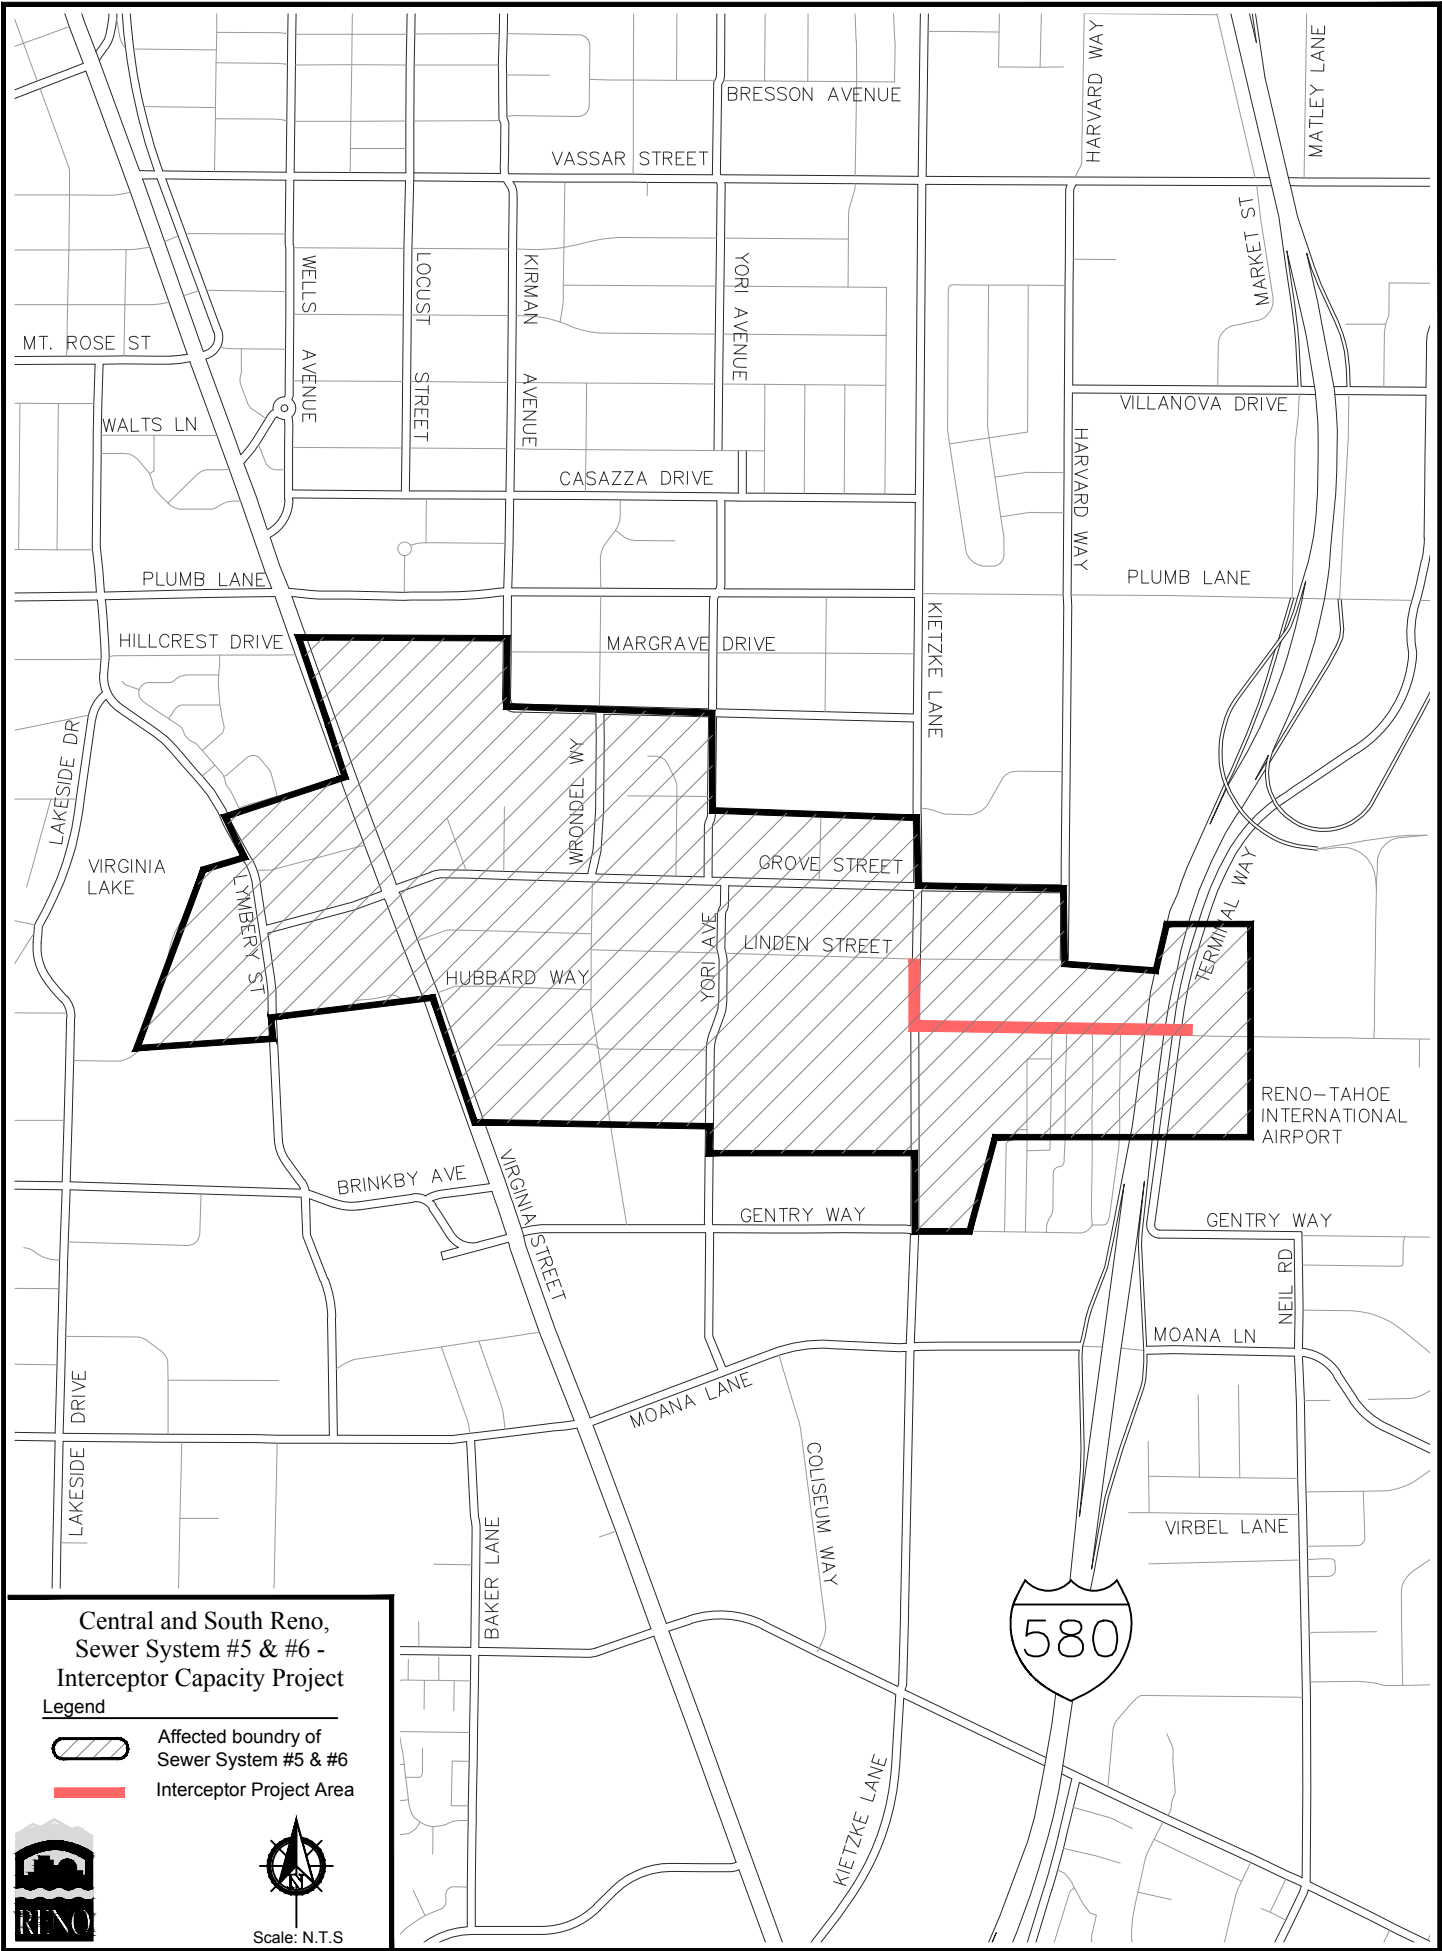 BRESSON AVENUE
HARVARD WAY
MATLEY LANE
VASSAR STREET
MARKET ST
WELLS AVENUE
LOCUST STREET
KIRMAN AVENUE
YORI AVENUE
MT. ROSE ST
WALTS LN
VILLANOVA DRIVE
HARVARD WAY
CASAZZA DRIVE
PLUMB LANE
PLUMB LANE
HILLCREST DRIVE
MARGRAVE DRIVE
KIETZKE LANE
LAKESIDE DR
WRONDEL WY
VIRGINIA
LAKE
GROVE STREET
LYMBERY ST
TERMINAL WAY
YORI AVE
LINDEN STREET
HUBBARD WAY
RENO-TAHOE
INTERNATIONAL
AIRPORT
BRINKBY AVE
VIRGINIA STREET
GENTRY WAY
GENTRY WAY
NEIL RD
MOANA LN
MOANA LANE
LAKESIDE DRIVE
LAKESIDE
COLISEUM WAY
BAKER LANE
VIRBEL LANE
580
KIETZKE LANE
Central and South Reno,
Sewer System #5 & #6 -
Interceptor Capacity Project
Legend
Affected boundry of
Sewer System #5 & #6
Interceptor Project Area
RENO
N
Scale: N.T.S